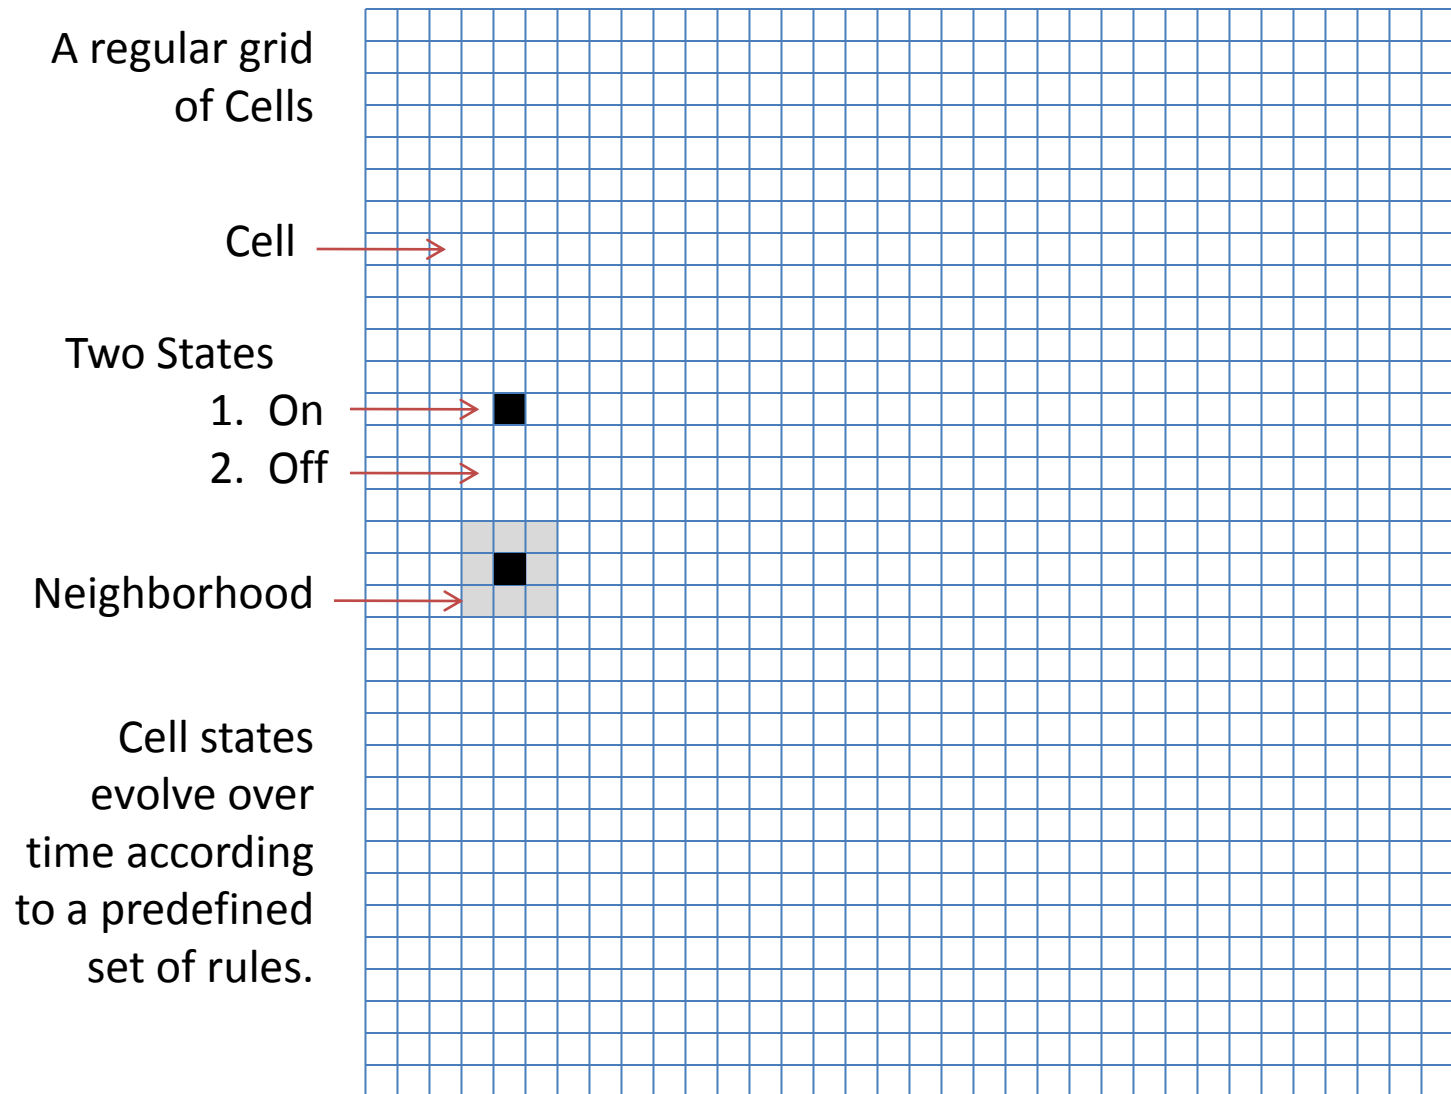 A regular grid
of Cells
Cell
Two States
1. On
2. Off
Neighborhood
Cell states
evolve over
time according
to a predefined
set of rules.